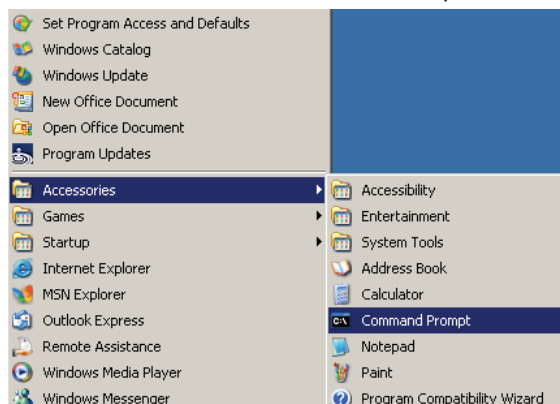 Set Program Access and Defaults
Windows Catalog
Windows Update
New Office Document
Open Office Document
Program Updates
Accessories
Games
Startup
Internet Explorer
MSN Explorer
Outlook Express
Remote Assistance
Windows Media Player
Windows Messenger
Accessibility
Entertainment
System Tools
Address Book
Calculator
C:\
Command Prompt
Notepad
Paint
Program Compatibility Wizard